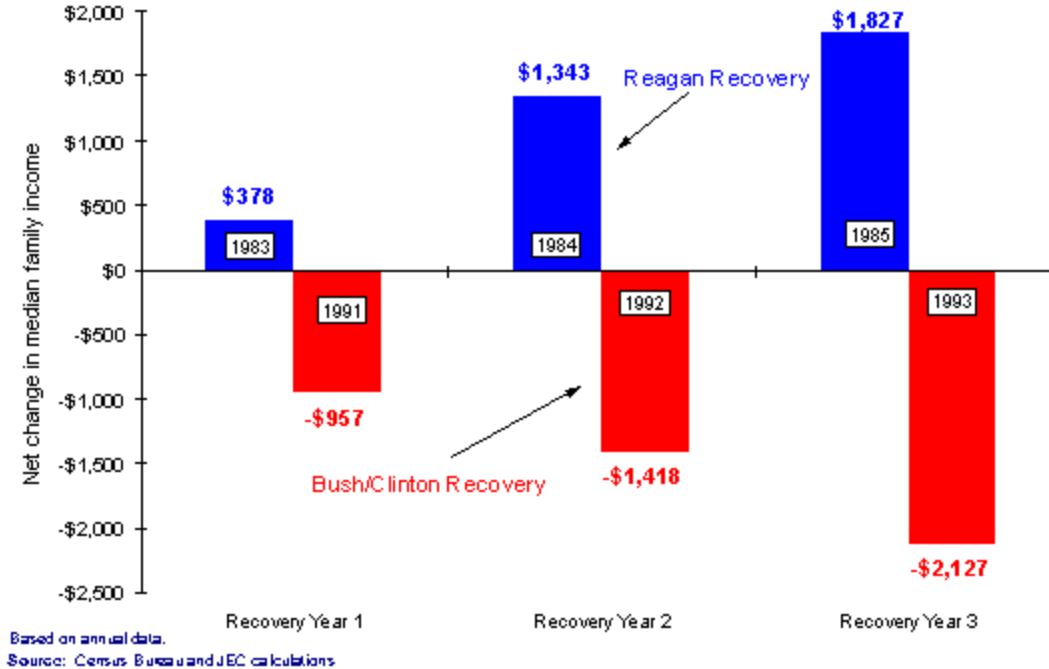 $2,000
$1,500
$1,000
$500
$0
-$500
-$1,000
-$1,500
-$2,000
-$2,500
Net change in median family income
$378
1983
1991
-$957
$1,343
Reagan Recovery
1984
1992
-$1,418
Bush/Clinton Recovery
$1,827
1985
1993
-$2,127
Recovery Year 1
Recovery Year 2
Recovery Year 3
Based on annual data.
Source: Census Bureau and JEC calculations